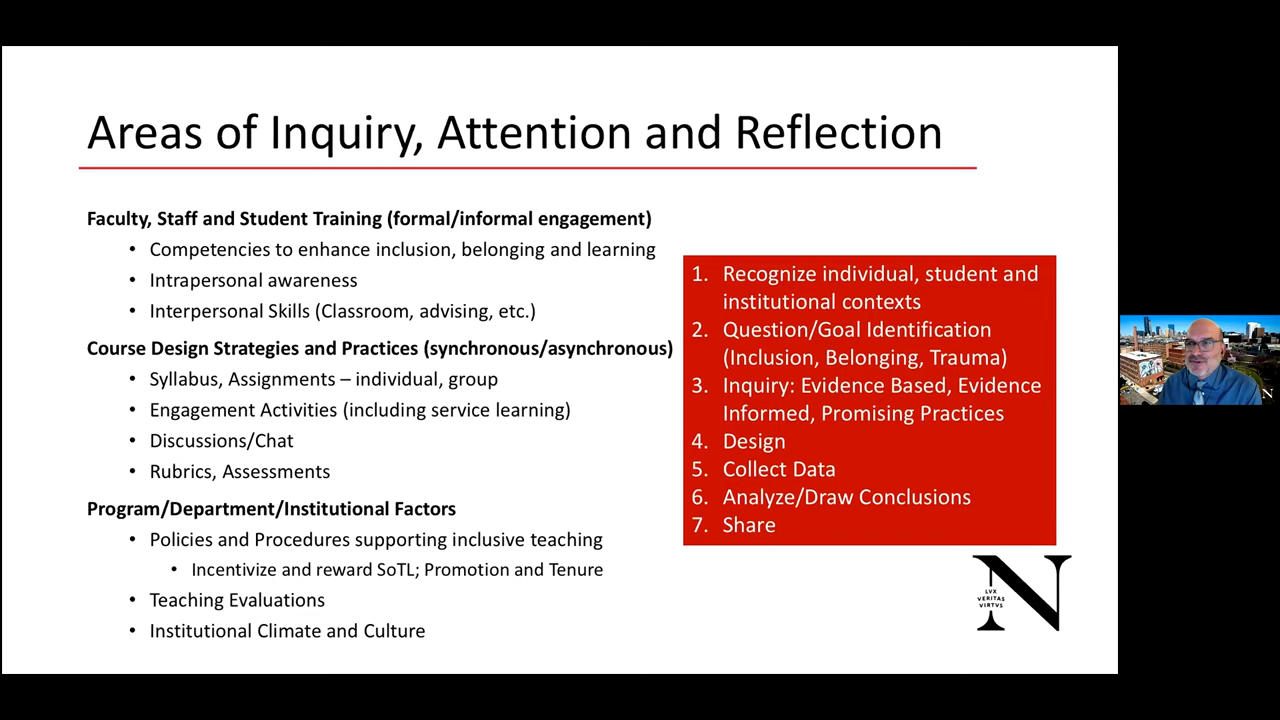 Areas of Inquiry, Attention and Reflection
Faculty, Staff and Student Training (formal/informal engagement)
• Competencies to enhance inclusion, belonging and learning
• Intrapersonal awareness
• Interpersonal Skills (Classroom, advising, etc.)
Course Design Strategies and Practices (synchronous/asynchronous)
• Syllabus, Assignments – individual, group
• Engagement Activities (including service learning)
• Discussions/Chat
• Rubrics, Assessments
Program/Department/Institutional Factors
• Policies and Procedures supporting inclusive teaching
• Incentivize and reward SoTL; Promotion and Tenure
• Teaching Evaluations
• Institutional Climate and Culture
1. Recognize individual, student and
institutional contexts
2. Question/Goal Identification
(Inclusion, Belonging, Trauma)
3. Inquiry: Evidence Based, Evidence
Informed, Promising Practices
4. Design
5. Collect Data
6. Analyze/Draw Conclusions
7. Share
N
LVX
VERITAS
VIRTVS
N